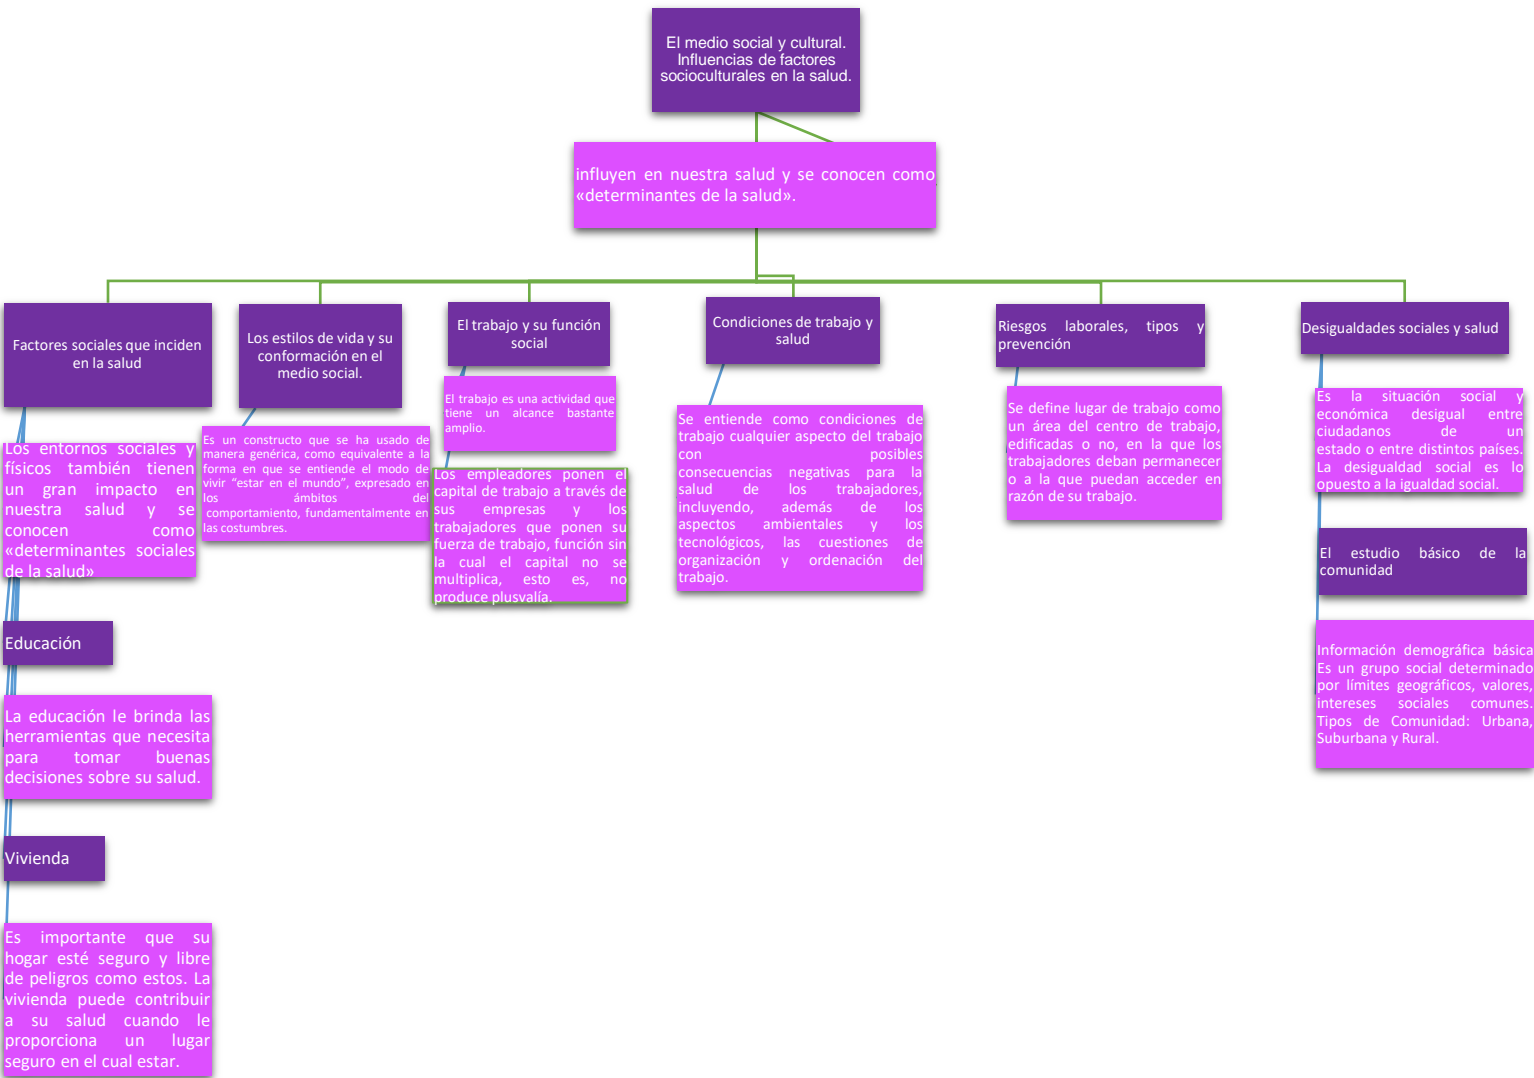 El medio social y cultural.
Influencias de factores
socioculturales en la salud.
influyen en nuestra salud y se conocen como
«determinantes de la salud».
Factores sociales que inciden
en la salud
Los entornos sociales y
físicos también tienen
un gran impacto en
nuestra salud y se
conocen como
«determinantes sociales
de la salud»
Educación
La educación le brinda las
herramientas que necesita
para tomar buenas
decisiones sobre su salud.
Vivienda
Es importante que su
hogar esté seguro y libre
de peligros como estos. La
vivienda puede contribuir
a su salud cuando le
proporciona un lugar
seguro en el cual estar.
Los estilos de vida y su
conformación en el
medio social.
Es un constructo que se ha usado de
manera genérica, como equivalente a la
forma en que se entiende el modo de
vivir “estar en el mundo”, expresado en
los ámbitos del
comportamiento, fundamentalmente en
las costumbres.
El trabajo y su función
social
El trabajo es una actividad que
tiene un alcance bastante
amplio.
Los empleadores ponen el
capital de trabajo a través de
sus empresas y los
trabajadores que ponen su
fuerza de trabajo, función sin
la cual el capital no se
multiplica, esto es, no
produce plusvalía.
Condiciones de trabajo y
salud
Se entiende como condiciones de
trabajo cualquier aspecto del trabajo
con posibles
consecuencias negativas para la
salud de los trabajadores,
incluyendo, además de los
aspectos ambientales y los
tecnológicos, las cuestiones de
organización y ordenación del
trabajo.
Riesgos laborales, tipos y
prevención
Se define lugar de trabajo como
un área del centro de trabajo,
edificadas o no, en la que los
trabajadores deban permanecer
o a la que puedan acceder en
razón de su trabajo.
Desigualdades sociales y salud
Es la situación social y
económica desigual entre
ciudadanos de un
estado o entre distintos países.
La desigualdad social es lo
opuesto a la igualdad social.
El estudio básico de la
comunidad
Información demográfica básica
Es un grupo social determinado
por límites geográficos, valores,
intereses sociales comunes.
Tipos de Comunidad: Urbana,
Suburbana y Rural.